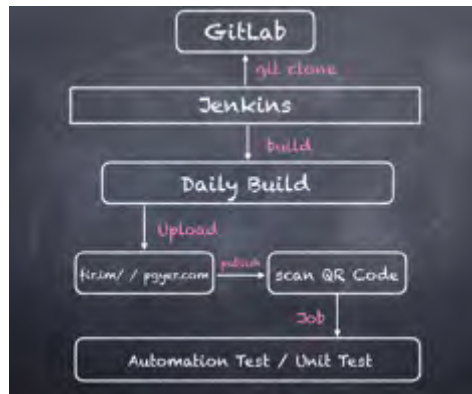 GitLab
git clone
Jenkins
build
Daily Build
Upload
fir.im/ / pgyer.com
publish
scan QR Code
Job
Automation Test / Unit Test